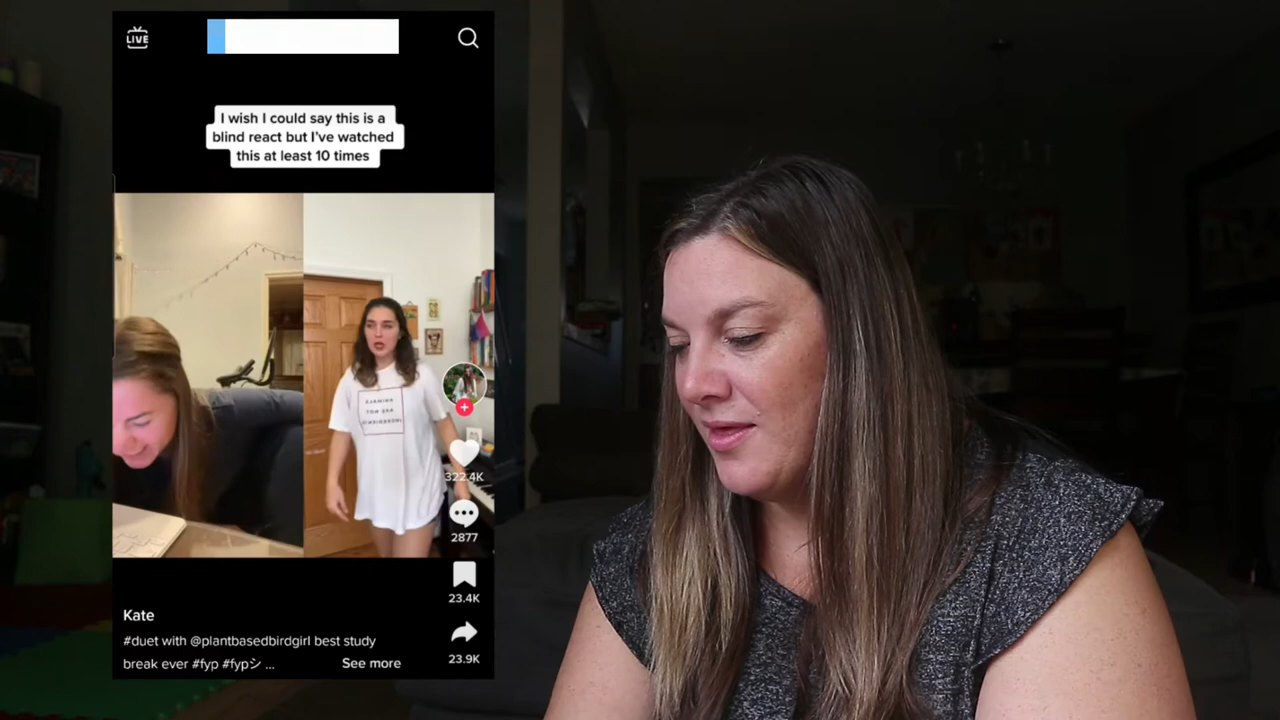 LIVE
I wish I could say this is a
blind react but I've watched
this at least 10 times
322.4K
2877
23.4K
23.9K
Kate
#duet with @plantbasedbirdgirl best study
break ever #fyp #fypシ ...
See more